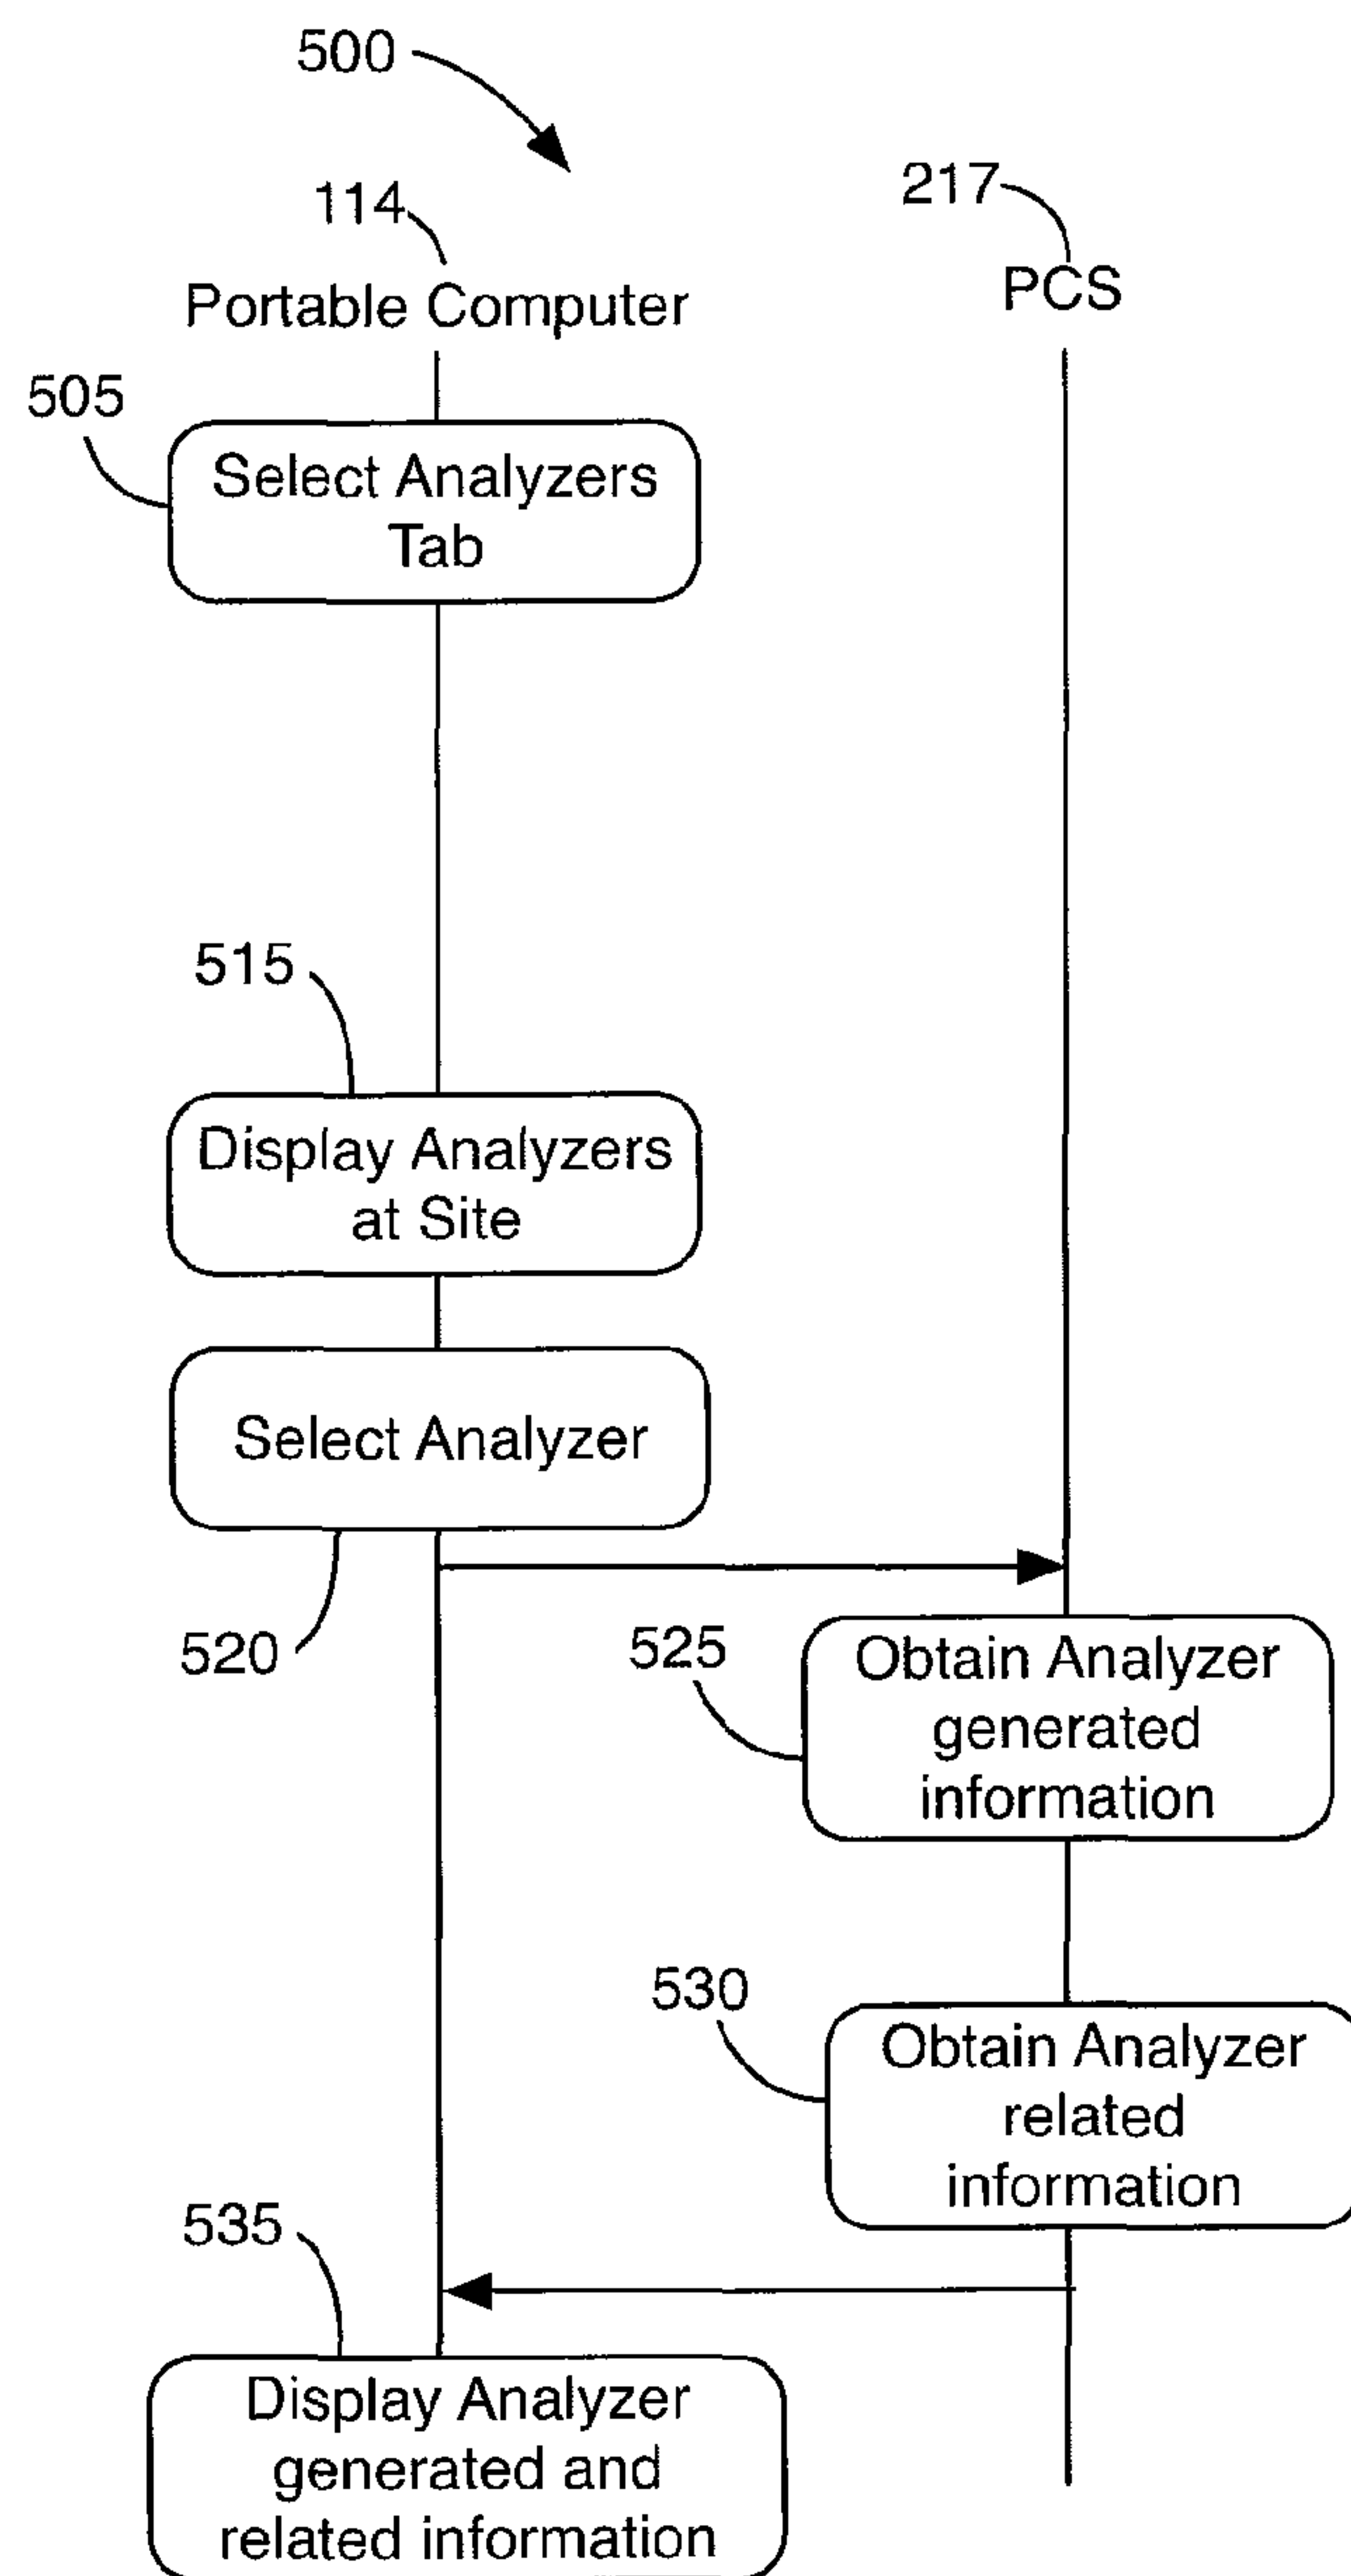 500
114
217
Portable Computer
PCS
505
Select Analyzers
Tab
515
Display Analyzers
at Site
Select Analyzer
520
525
Obtain Analyzer
generated
information
530
Obtain Analyzer
related
information
535
Display Analyzer
generated and
related information